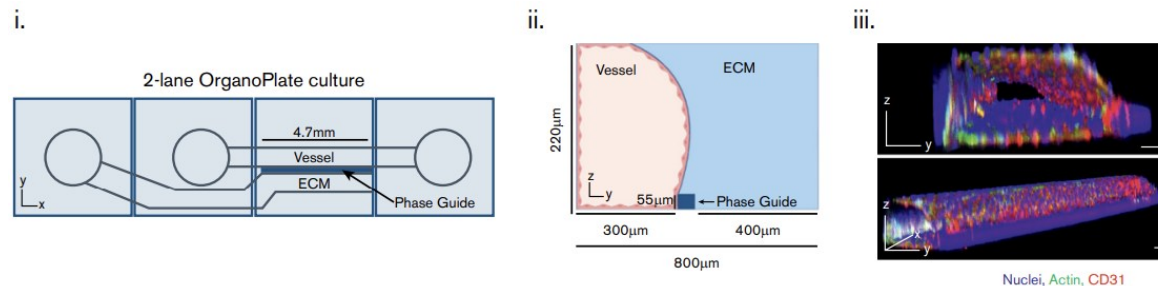 i.
2-lane OrganoPlate culture
4.7mm
Vessel
ECM
Phase Guide
y
x
ii.
Vessel
ECM
220μm
z
y
55μm
Phase Guide
300μm
400μm
800μm
iii.
z
y
z
x
y
Nuclei, Actin, CD31